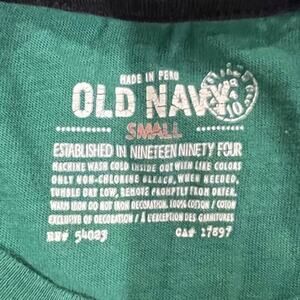 MADE IN PERU
OLD NAVY
SMALL
ESTABLISHED IN NINETEEN NINETY FOUR
MACHINE WASH COLD INSIDE OUT WITH LIKE COLORS
ONLY NON-CHLORINE BLEACH, WHEN NEEDED,
TUMBLE DRY LOW, REMOVE PROMPTLY FROM DRYER.
WARM IRON DO NOT IRON DECORATION. 100% COTTON / COTON
EXCLUSIVE OF DECORATION / À L'EXCEPTION DES GARNITURES
RN# 54023 CA# 17897